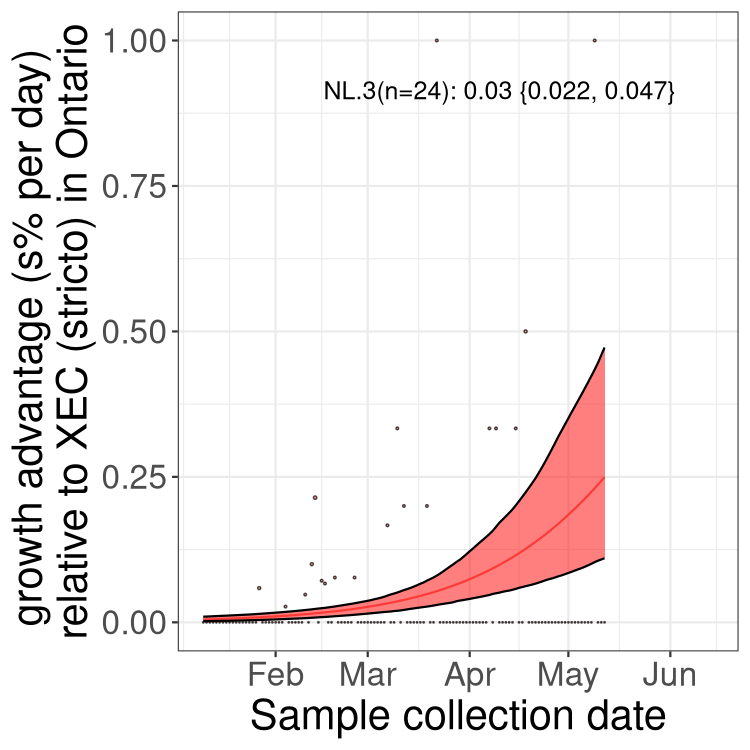 growth advantage (s% per day)
relative to XEC (stricto) in Ontario
1.00
NL.3(n=24): 0.03 {0.022, 0.047}
0.75
0.50
0.25
0.00
Feb Mar Apr May Jun
Sample collection date